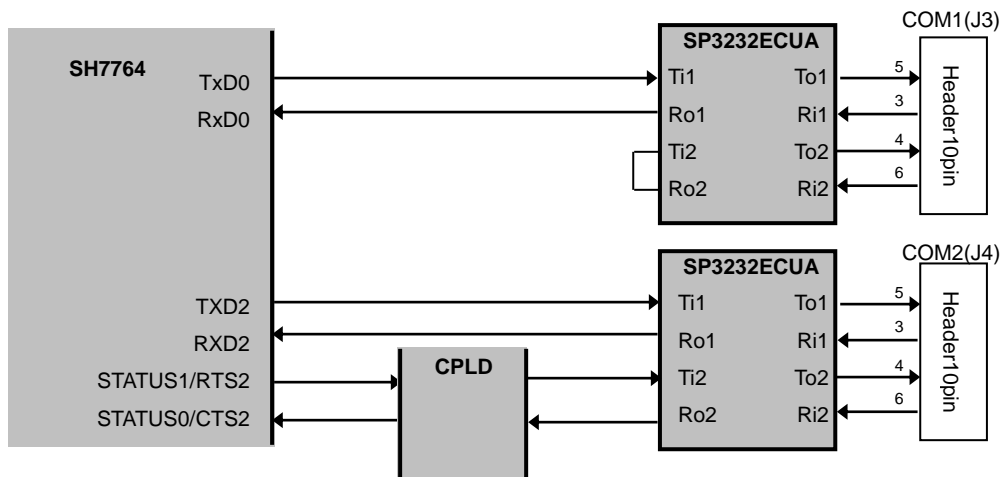 COM1(J3)
SH7764
TxD0
RxD0
SP3232ECUA
Ti1 To1
Ro1 Ri1
Ti2 To2
Ro2 Ri2
5
3
4
6
Header10pin
COM2(J4)
TXD2
RXD2
STATUS1/RTS2
STATUS0/CTS2
CPLD
SP3232ECUA
Ti1 To1
Ro1 Ri1
Ti2 To2
Ro2 Ri2
5
3
4
6
Header10pin